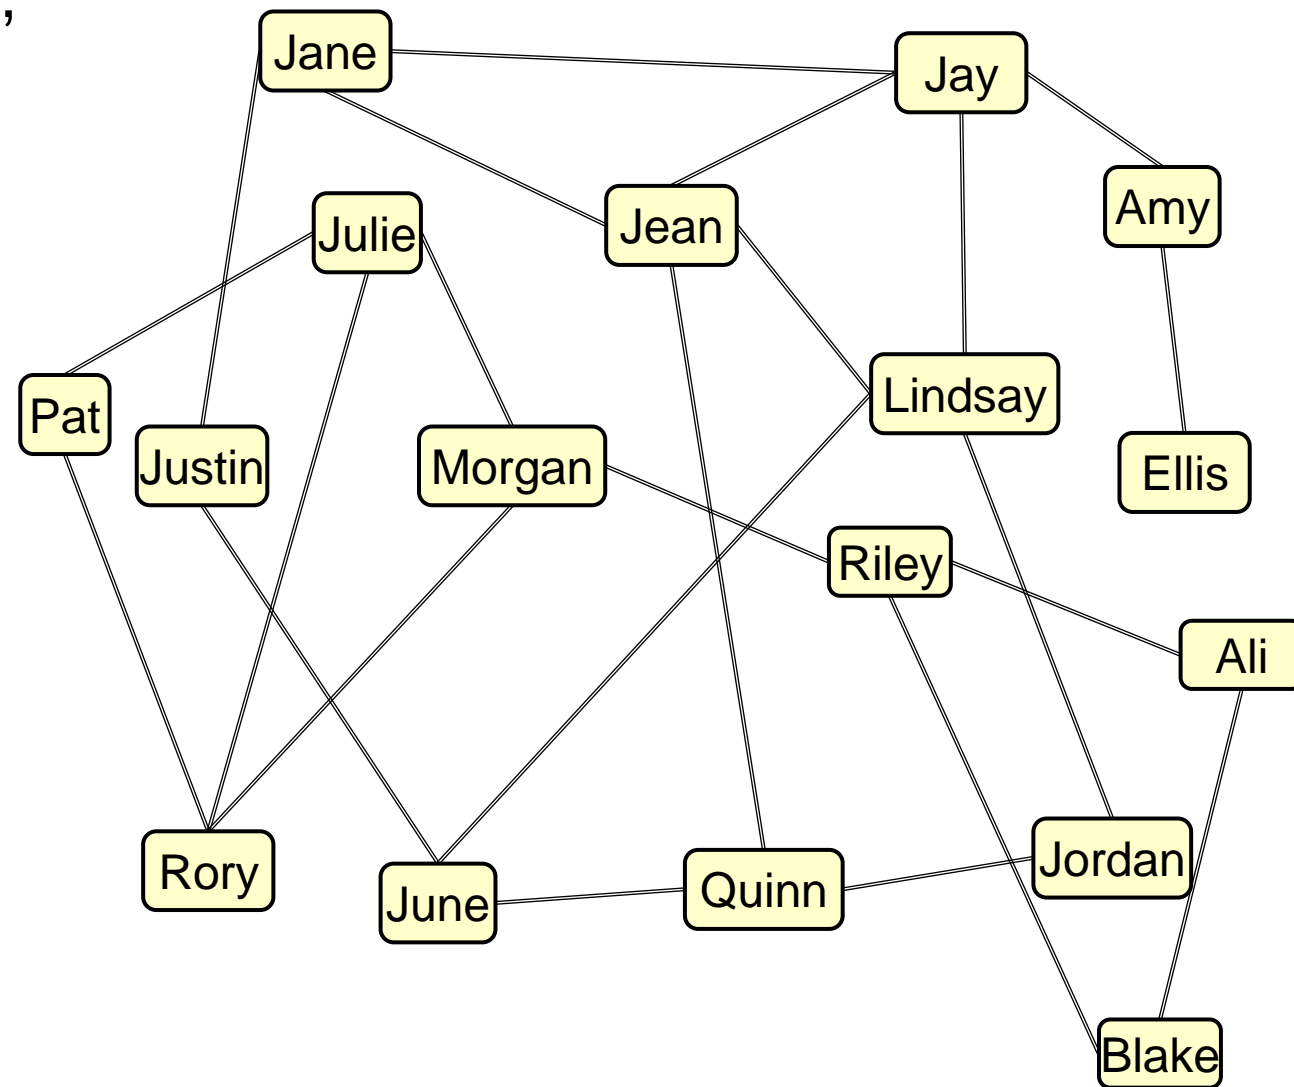 ,
Jane
Jay
Amy
Julie
Jean
Pat
Justin
Morgan
Lindsay
Ellis
Riley
Ali
Rory
June
Quinn
Jordan
Blake